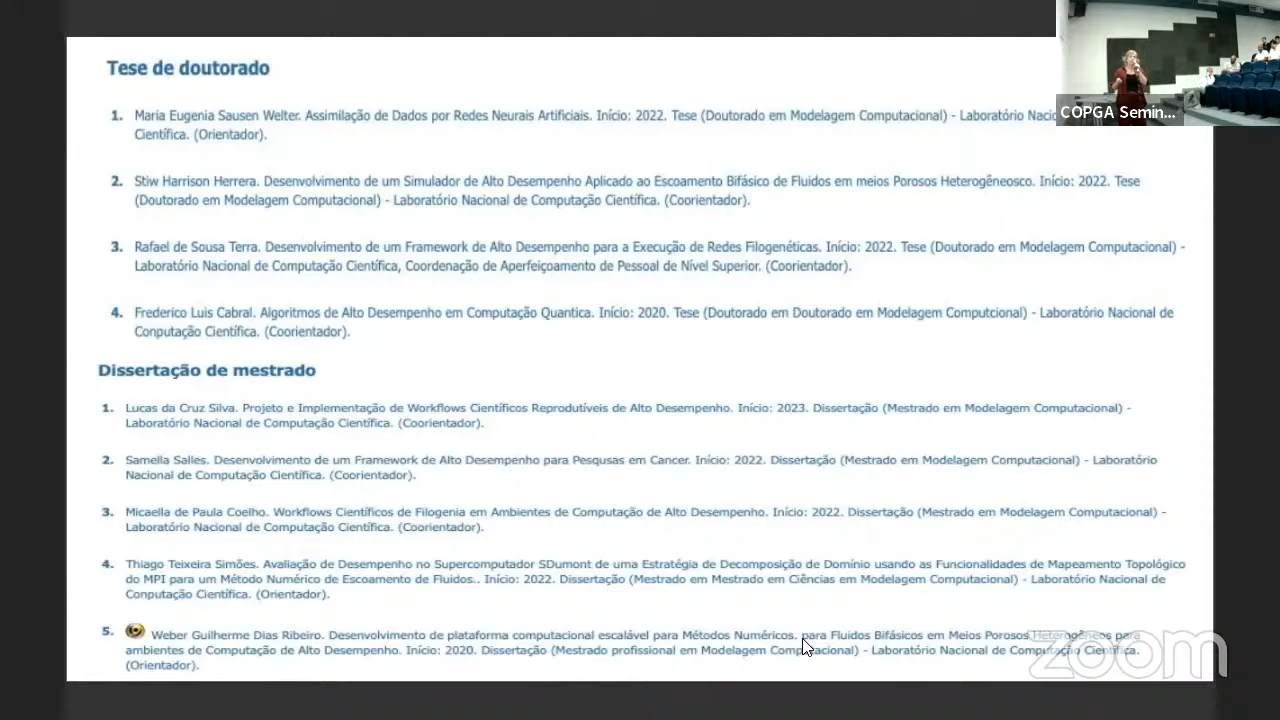 Tese de doutorado
1. Maria Eugenia Sausen Welter. Assimilação de Dados por Redes Neurais Artificiais. Início: 2022. Tese (Doutorado em Modelagem Computacional) - Laboratório
Científica. (Orientador).
2. Stiw Harrison Herrera. Desenvolvimento de um Simulador de Alto Desempenho Aplicado ao Escoamento Bifásico de Fluidos em meios Porosos Heterogêneosco. Início: 2022. Tese
(Doutorado em Modelagem Computacional) - Laboratório Nacional de Computação Científica. (Coorientador).
3. Rafael de Sousa Terra. Desenvolvimento de um Framework de Alto Desempenho para a Execução de Redes Filogenéticas. Início: 2022. Tese (Doutorado em Modelagem Computacional) -
Laboratório Nacional de Computação Científica, Coordenação de Aperfeiçoamento de Pessoal de Nível Superior. (Coorientador).
4. Frederico Luis Cabral. Algoritmos de Alto Desempenho em Computação Quantica. Início: 2020. Tese (Doutorado em Doutorado em Modelagem Computcional) - Laboratório Nacional de
Conputação Científica. (Coorientador).
Dissertação de mestrado
1. Lucas da Cruz Silva. Projeto e Implementação de Workflows Científicos Reprodutíveis de Alto Desempenho. Início: 2023. Dissertação (Mestrado em Modelagem Computacional) -
Laboratório Nacional de Computação Científica. (Coorientador).
2. Samella Salles. Desenvolvimento de um Framework de Alto Desempenho para Pesqusas em Cancer. Início: 2022. Dissertação (Mestrado em Modelagem Computacional) - Laboratório
Nacional de Computação Científica. (Coorientador).
3. Micaella de Paula Coelho. Workflows Científicos de Filogenia em Ambientes de Computação de Alto Desempenho. Início: 2022. Dissertação (Mestrado em Modelagem Computacional) -
Laboratório Nacional de Computação Científica. (Coorientador).
4. Thiago Teixeira Simões. Avaliação de Desempenho no Supercomputador SDumont de uma Estratégia de Decomposição de Domínio usando as Funcionalidades de Mapeamento Topológico
do MPI para um Método Numérico de Escoamento de Fluidos.. Início: 2022. Dissertação (Mestrado em Mestrado em Ciências em Modelagem Computacional) - Laboratório Nacional de
Conputação Científica. (Orientador).
5. Weber Guilherme Dias Ribeiro. Desenvolvimento de plataforma computacional escalável para Métodos Numéricos. para Fluidos Bifásicos em Meios Porosos Heterogêneos para
ambientes de Computação de Alto Desempenho. Início: 2020. Dissertação (Mestrado profissional em Modelagem Computacional) - Laboratório Nacional de Computação Científica.
(Orientador).
COPGA Semin...
zoom